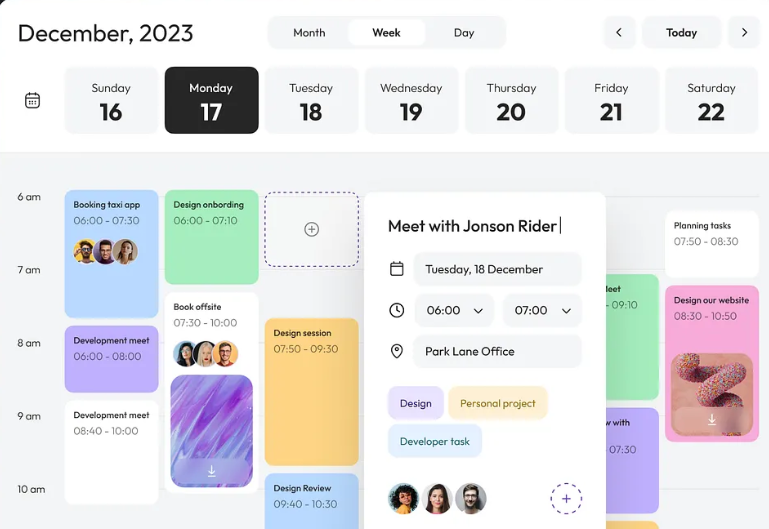 December, 2023
Month
Week
Day
Today
Sunday
16
Monday
17
Tuesday
18
Wednesday
19
Thursday
20
Friday
21
Saturday
22
6 am
7 am
8 am
9 am
10 am
Booking taxi app
06:00 - 07:30
Development meet
06:00 - 08:00
Development meet
08:40 - 10:00
Design onbording
06:00 - 07:10
Book offsite
07:30 - 10:00
Design session
07:50 - 09:30
Design Review
09:40 - 10:30
Meet with Jonson Rider
Tuesday, 18 December
06:00
07:00
Park Lane Office
Design
Personal project
Developer task
- 09:10
with
07:30
Planning tasks
07:50 - 08:30
Design our website
08:30 - 10:50